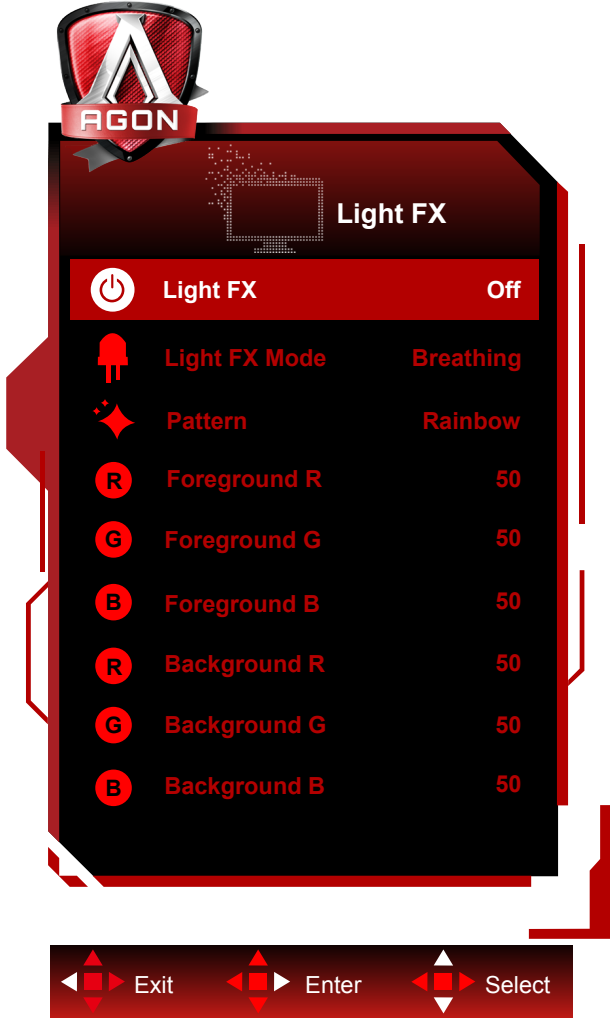 AGON
Light FX
Light FX Off
Light FX Mode Breathing
Pattern Rainbow
R Foreground R 50
G Foreground G 50
B Foreground B 50
R Background R 50
G Background G 50
B Background B 50
Exit Enter Select